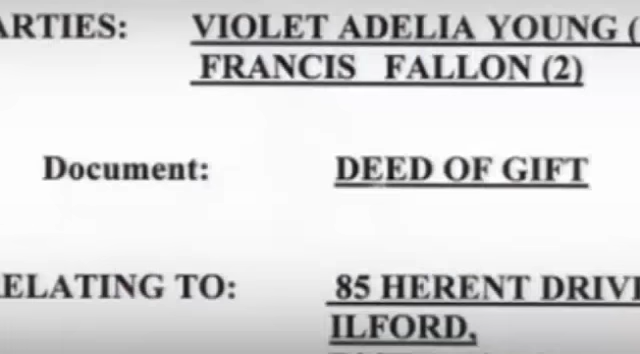 ARTIES: VIOLET ADELIA YOUNG (
FRANCIS FALLON (2)
Document: DEED OF GIFT
ELATING TO: 85 HERENT DRIV
ILFORD,